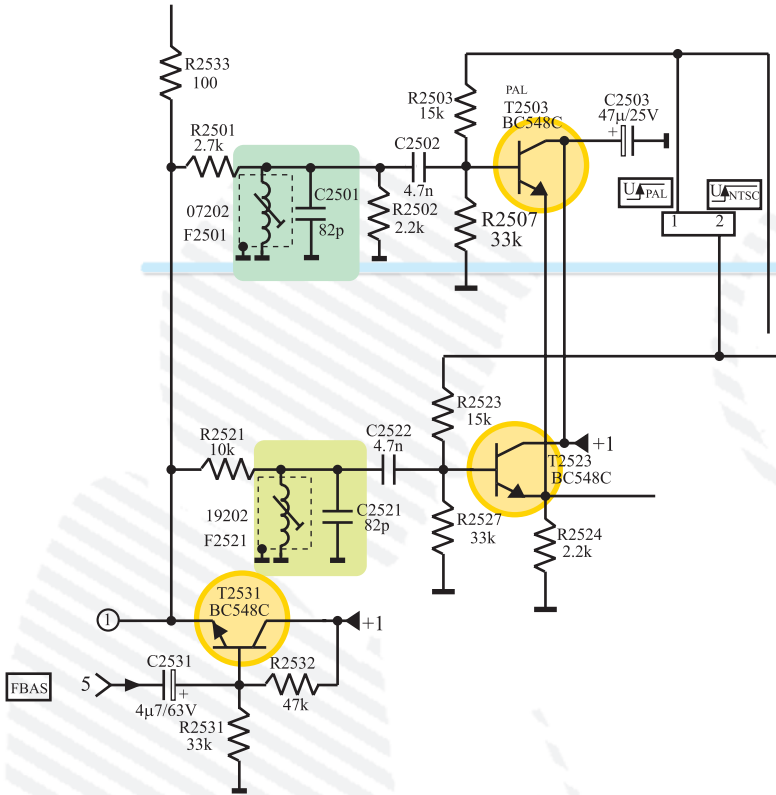 R2533
100
PAL
T2503
BC548C
C2503
47µ/25V
+
R2503
15k
R2501
2.7k
C2502
4.7n
C2501
82p
07202
F2501
R2502
2.2k
R2507
33k
U PAL
U NTSC
1
2
R2523
15k
R2521
10k
C2522
4.7n
+1
T2523
BC548C
19202
F2521
C2521
82p
R2527
33k
R2524
2.2k
T2531
BC548C
1
+1
C2531
R2532
FBAS
5
+
4µ7/63V
47k
R2531
33k